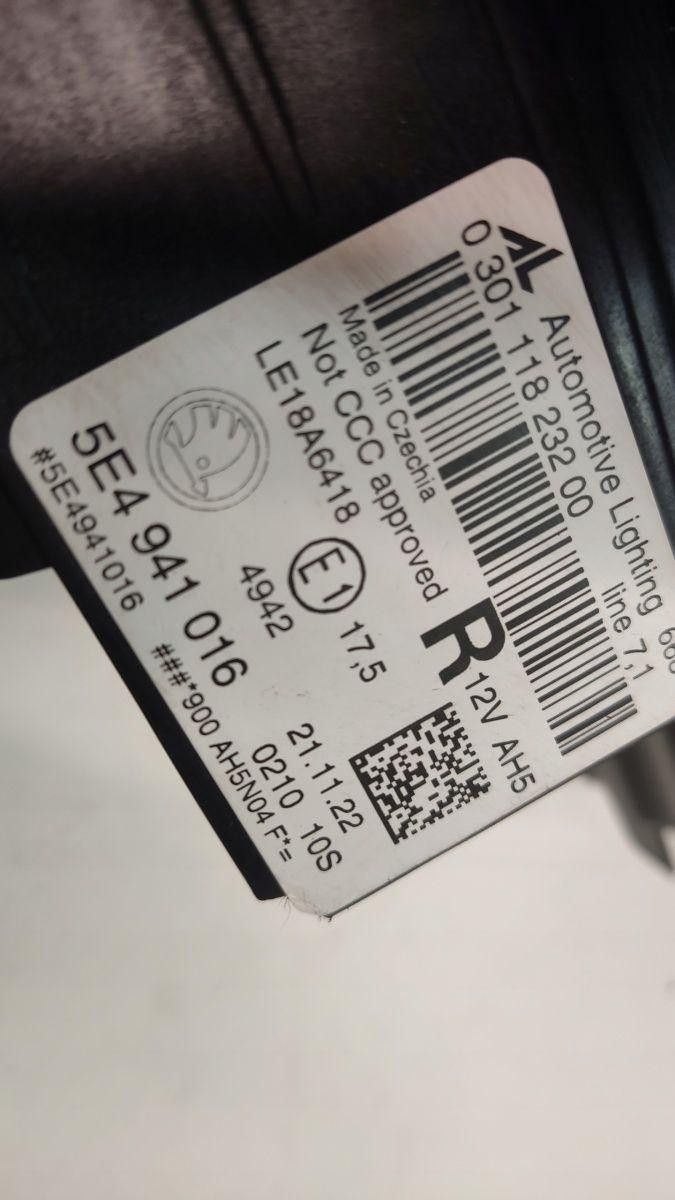 AL Automotive Lighting
0 301 118 232 00 line 7,1
Made in Czechia
Not CCC approved R 12V AH5
LE18A6418 E1 17,5
4942 21.11.22
0210 10S
5E4 941 016
#5E4941016 ###*900 AH5N04 F*=